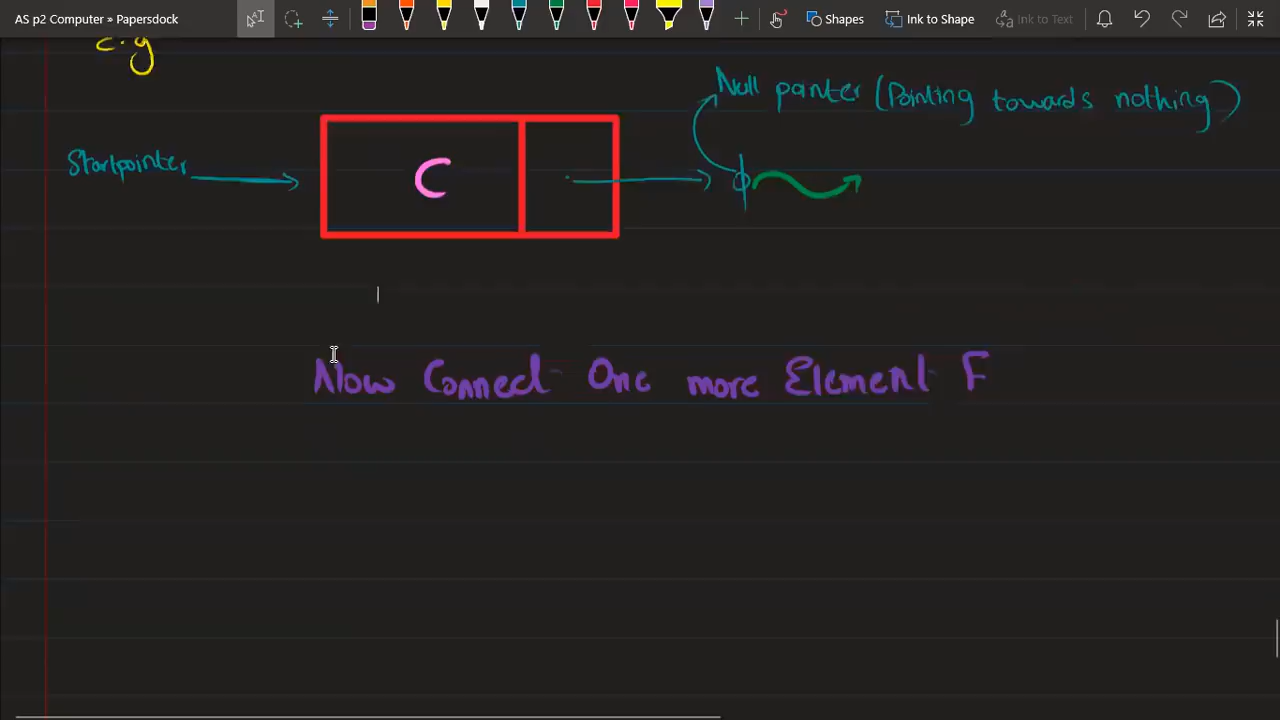 AS p2 Computer » Papersdock
Shapes
Ink to Shape
Ink to Text
e.g
Null pointer (Pointing towards nothing)
Startpointer
C
Now Connect One more Element F